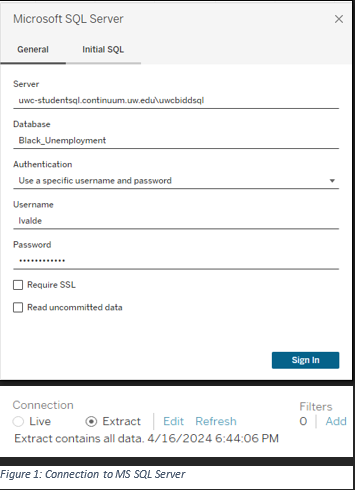 Microsoft SQL Server
General Initial SQL
Server
uwc-studentsql.continuum.uw.edu\uwcbiddsql
Database
Black_Unemployment
Authentication
Use a specific username and password
Username
lvalde
Password
••••••••••••
Require SSL
Read uncommitted data
Sign In
Connection Filters
Live Extract Edit Refresh 0 Add
Extract contains all data. 4/16/2024 6:44:06 PM
Figure 1: Connection to MS SQL Server